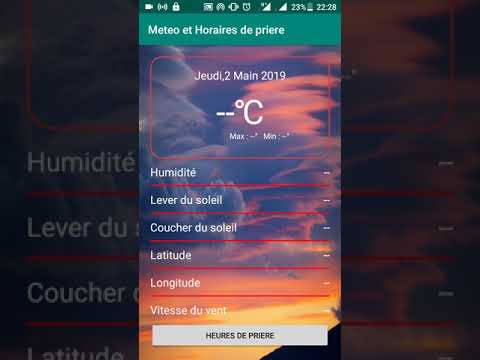 23% 22:28
Meteo et Horaires de priere
Jeudi,2 Main 2019
--°C
Max : --° Min : --°
Humidité --
Lever du soleil --
Coucher du soleil --
Latitude --
Longitude --
Vitesse du vent --
HEURES DE PRIERE
Humidité --
Lever du soleil --
Coucher d